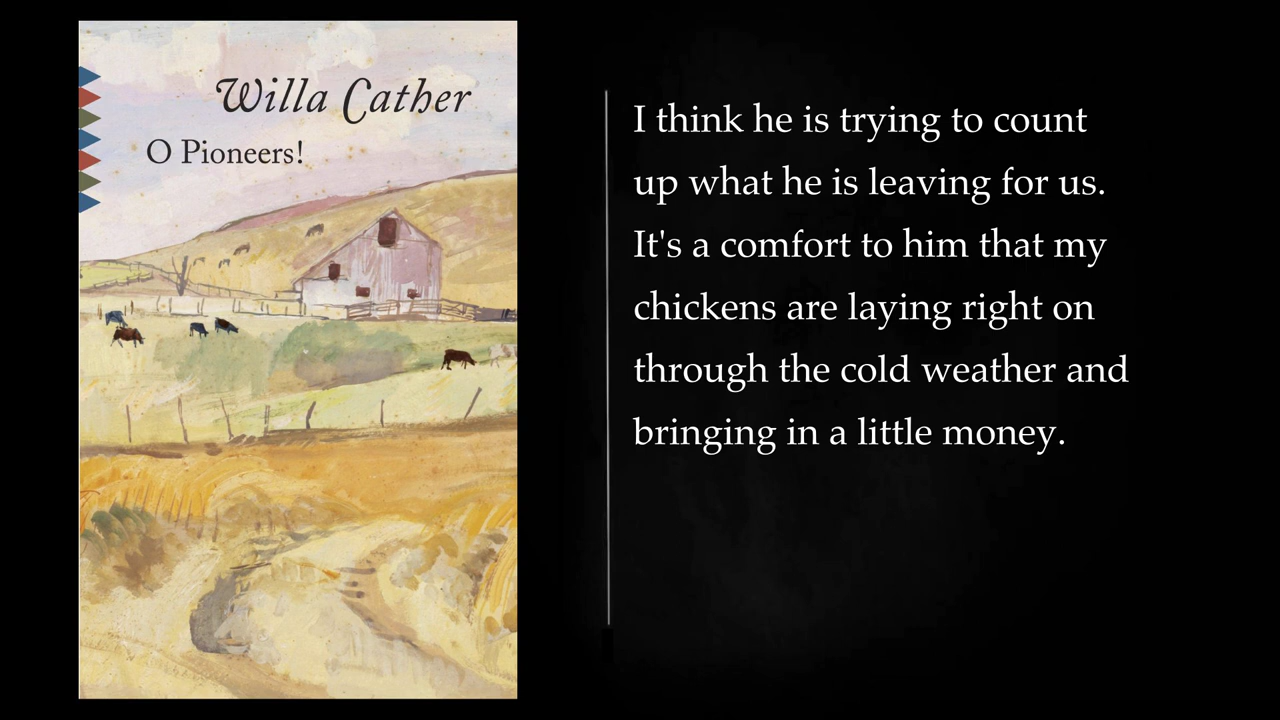 Willa Cather
O Pioneers!
I think he is trying to count
up what he is leaving for us.
It's a comfort to him that my
chickens are laying right on
through the cold weather and
bringing in a little money.